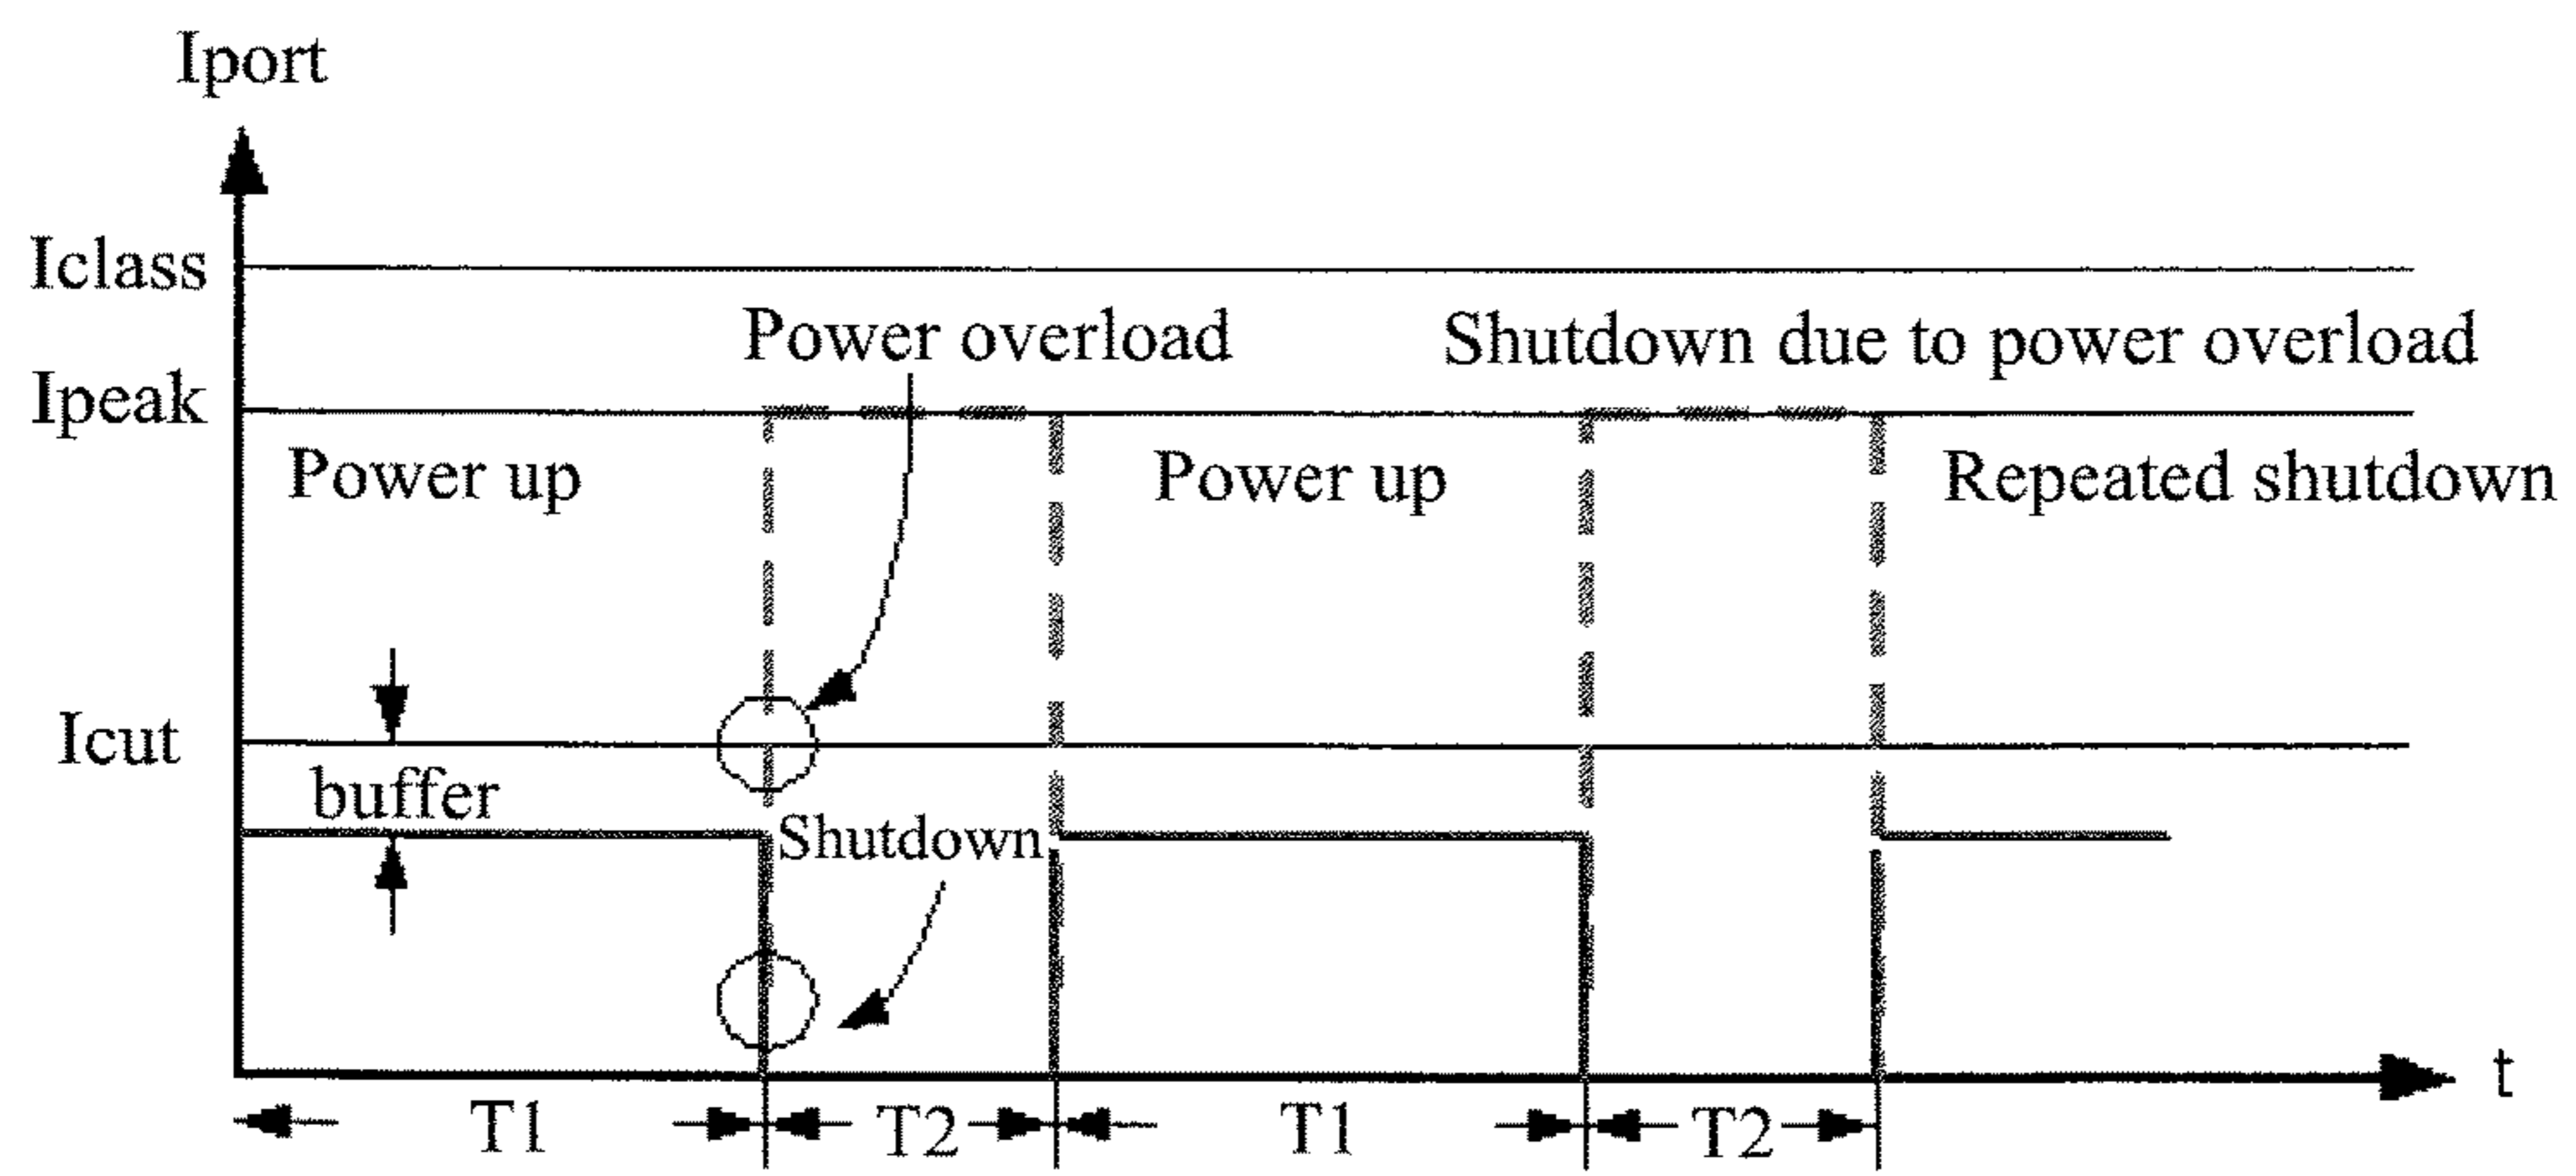 Iport
Iclass
Power overload
Shutdown due to power overload
Ipeak
Power up
Power up
Repeated shutdown
Icut
buffer
Shutdown
t
T1
T2
T1
T2